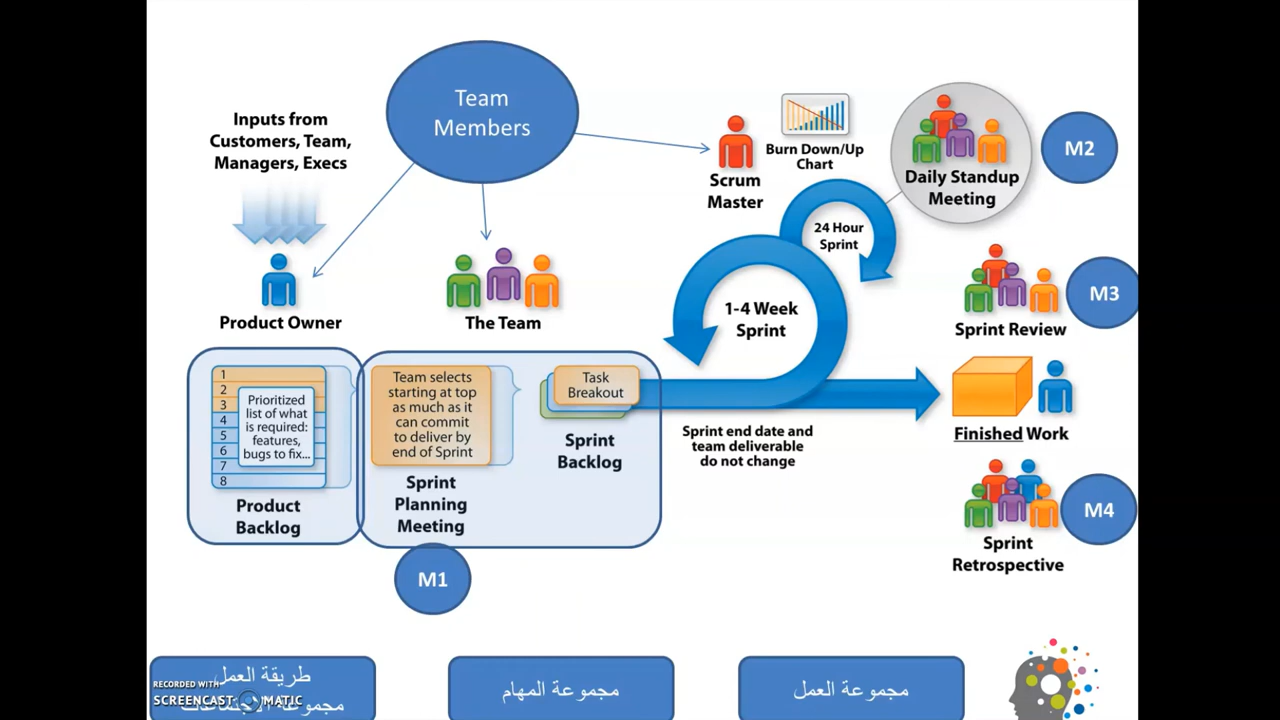 Team
Members
Inputs from
Customers, Team,
Managers, Execs
Product Owner
The Team
Scrum
Master
Burn Down/Up
Chart
Daily Standup
Meeting
M2
24 Hour
Sprint
1-4 Week
Sprint
Sprint Review
M3
1
2
3
4
5
6
7
8
Prioritized
list of what
is required:
features,
bugs to fix...
Product
Backlog
Team selects
starting at top
as much as it
can commit
to deliver by
end of Sprint
Sprint
Planning
Meeting
M1
Task
Breakout
Sprint
Backlog
Sprint end date and
team deliverable
do not change
Finished Work
Sprint
Retrospective
M4
طريقة العمل
مجموعة الاجتماعات
مجموعة المهام
مجموعة العمل
RECORDED WITH
SCREENCAST MATIC